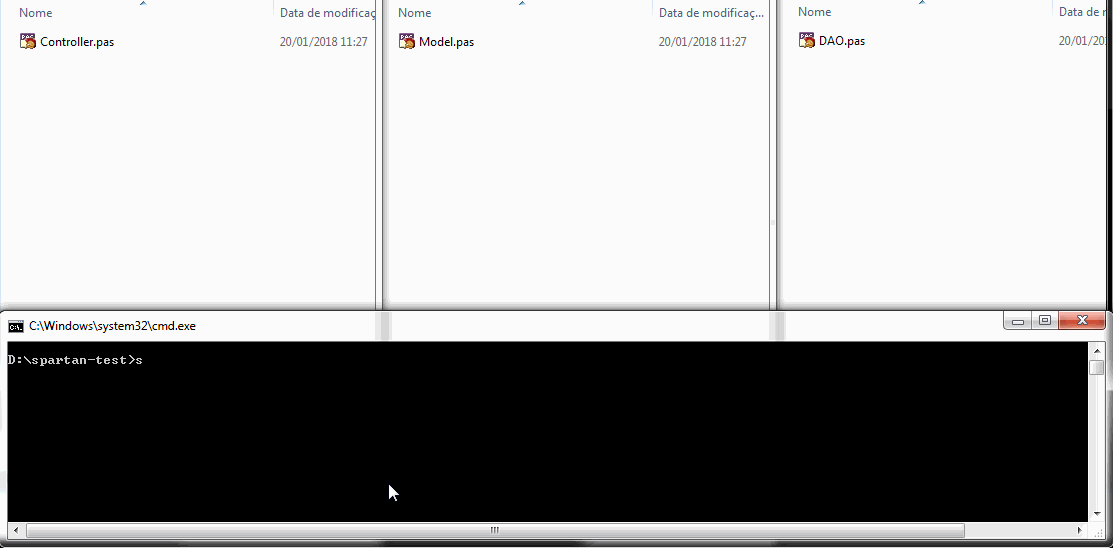 Nome Data de modificaç
Controller.pas 20/01/2018 11:27
Nome Data de modificaç...
Model.pas 20/01/2018 11:27
Nome Data de r
DAO.pas 20/01/20
C:\Windows\system32\cmd.exe
D:\spartan-test>s